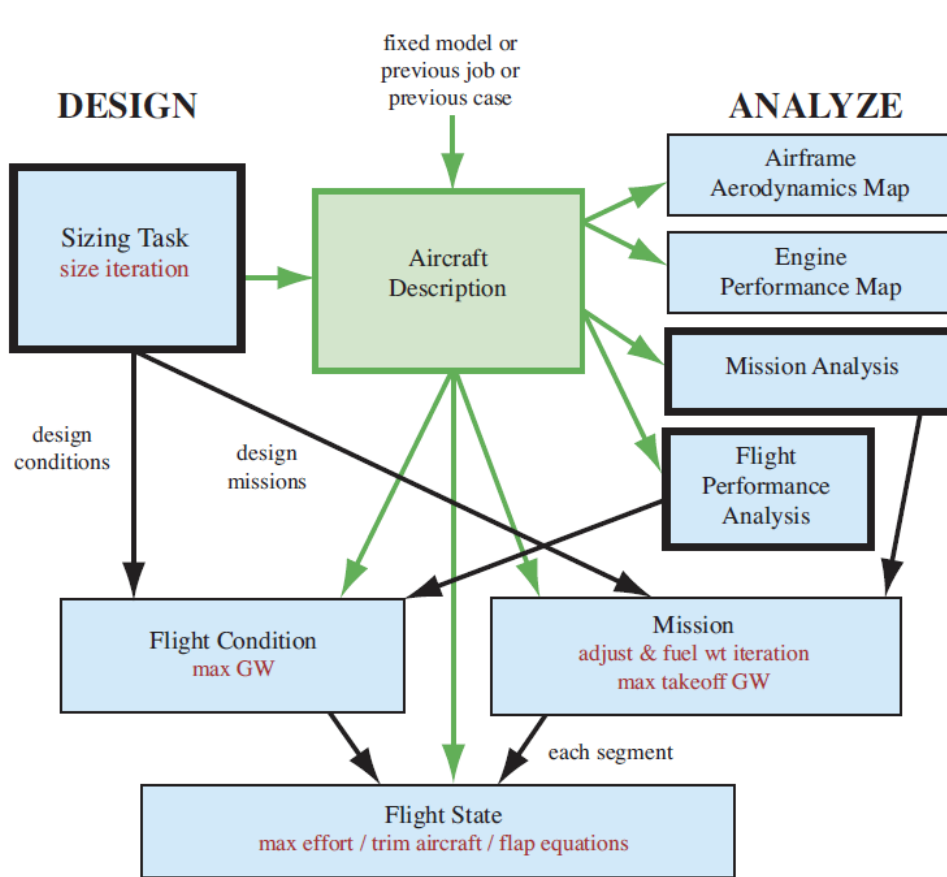 fixed model or
previous job or
previous case
DESIGN
ANALYZE
Airframe
Aerodynamics Map
Sizing Task
size iteration
Aircraft
Description
Engine
Performance Map
Mission Analysis
design
conditions
design
missions
Flight
Performance
Analysis
Flight Condition
max GW
Mission
adjust & fuel wt iteration
max takeoff GW
each segment
Flight State
max effort / trim aircraft / flap equations